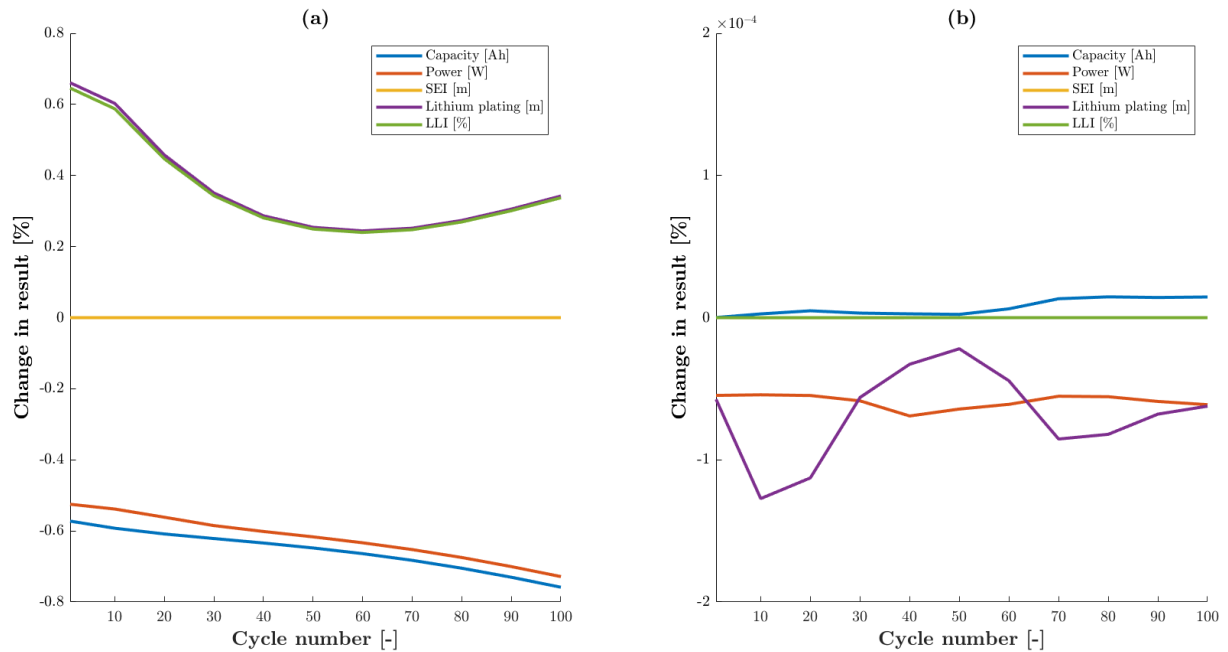 (a)
Change in result [%]
0.8
0.6
0.4
0.2
0
-0.2
-0.4
-0.6
-0.8
Capacity [Ah]
Power [W]
SEI [m]
Lithium plating [m]
LLI [%]
10 20 30 40 50 60 70 80 90 100
Cycle number [-]
(b)
×10⁻⁴
Change in result [%]
2
1
0
-1
-2
Capacity [Ah]
Power [W]
SEI [m]
Lithium plating [m]
LLI [%]
10 20 30 40 50 60 70 80 90 100
Cycle number [-]